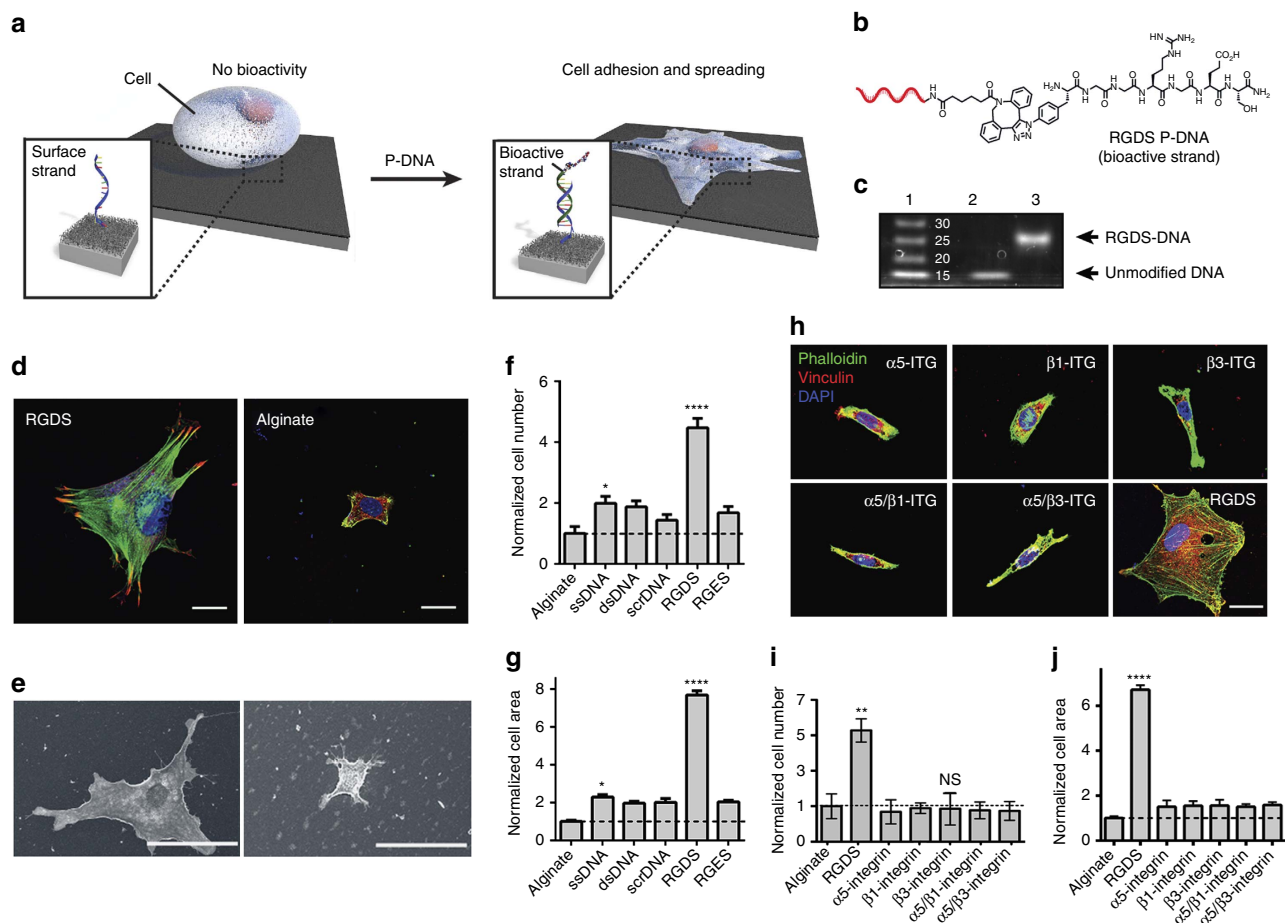 a
Cell
No bioactivity
Cell adhesion and spreading
Surface
strand
P-DNA
Bioactive
strand
b
HN
NH₂
NH
CO₂H
H₂N
NH₂
OH
RGDS P-DNA
(bioactive strand)
c
1 2 3
30
25
20
15
RGDS-DNA
Unmodified DNA
d
RGDS
Alginate
e
f
Normalized cell number
6
4
2
0
*
****
Alginate
ssDNA
dsDNA
scrDNA
RGDS
RGES
g
Normalized cell area
8
6
4
2
0
*
****
Alginate
ssDNA
dsDNA
scrDNA
RGDS
RGES
h
Phalloidin
Vinculin
DAPI
α5-ITG
β1-ITG
β3-ITG
α5/β1-ITG
α5/β3-ITG
RGDS
i
Normalized cell number
7
5
2
1
0
**
NS
Alginate
RGDS
α5-integrin
β1-integrin
β3-integrin
α5/β1-integrin
α5/β3-integrin
j
Normalized cell area
6
4
2
0
****
Alginate
RGDS
α5-integrin
β1-integrin
β3-integrin
α5/β1-integrin
α5/β3-integrin